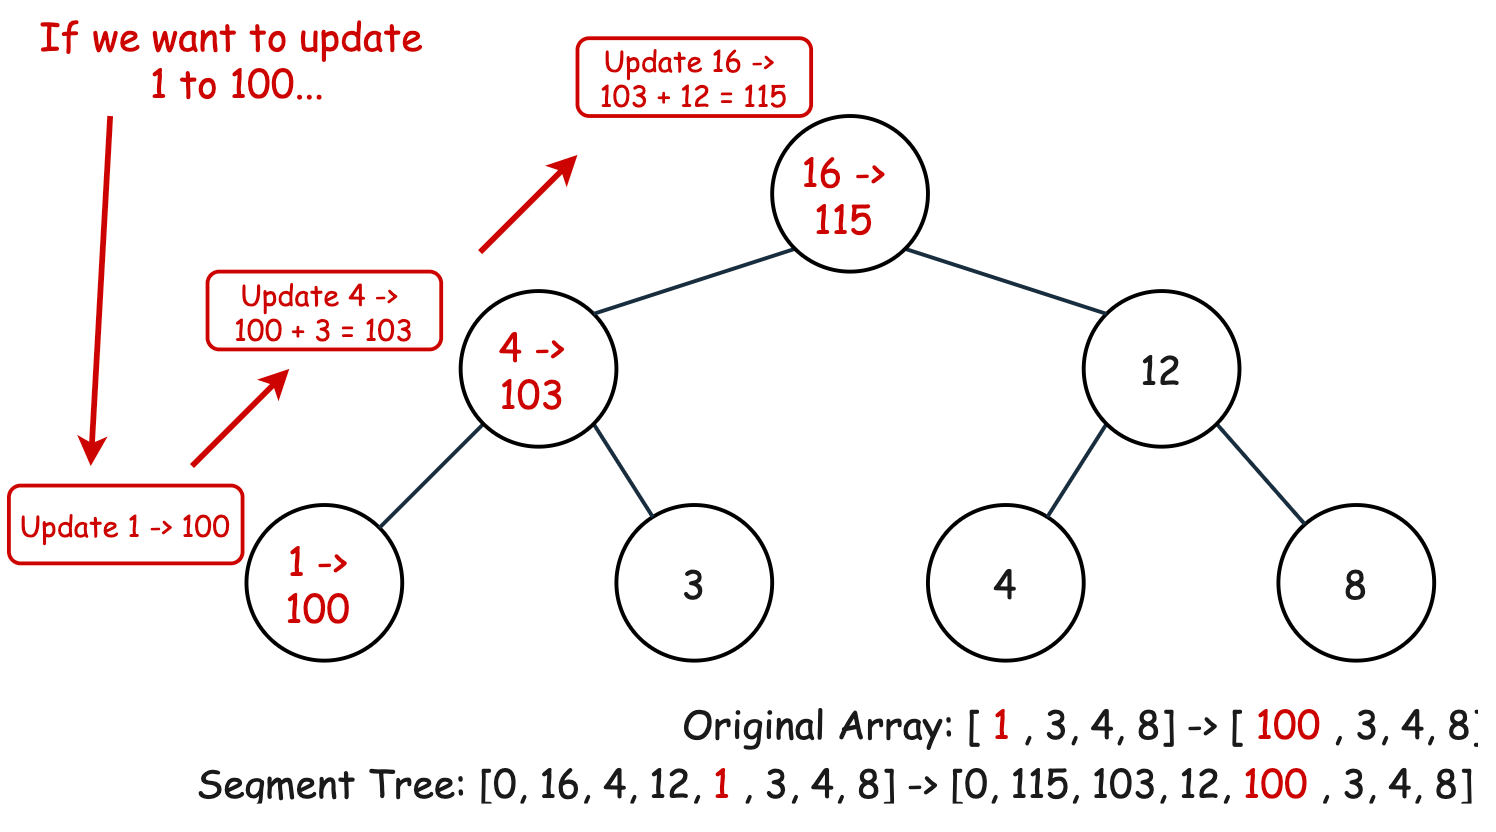 If we want to update
1 to 100...
Update 16 ->
103 + 12 = 115
16 ->
115
Update 4 ->
100 + 3 = 103
4 ->
103
12
Update 1 -> 100
1 ->
100
3
4
8
Original Array: [ 1 , 3, 4, 8] -> [ 100 , 3, 4, 8]
Segment Tree: [0, 16, 4, 12, 1 , 3, 4, 8] -> [0, 115, 103, 12, 100 , 3, 4, 8]